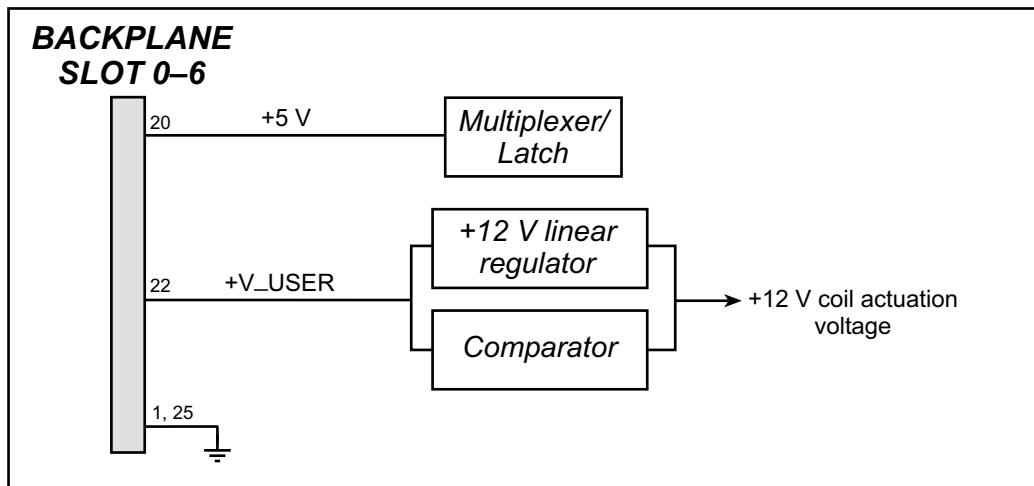 BACKPLANE
SLOT 0–6
20
+5 V
Multiplexer/
Latch
22
+V_USER
+12 V linear
regulator
Comparator
+12 V coil actuation
voltage
1, 25